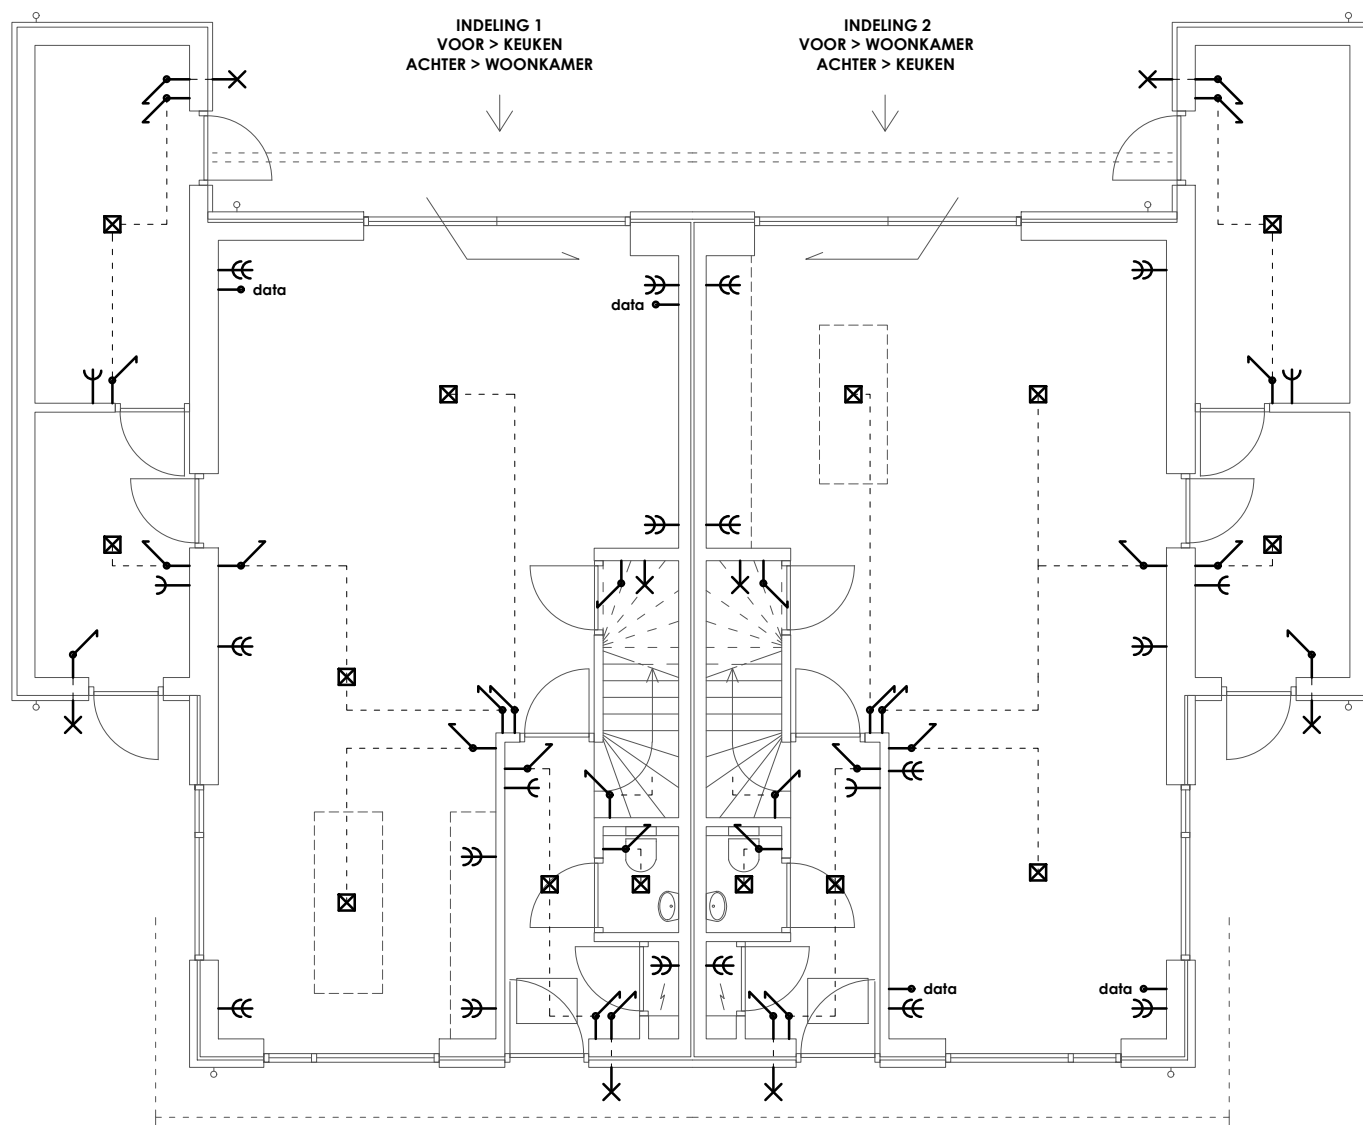 INDELING 1
VOOR > KEUKEN
ACHTER > WOONKAMER
INDELING 2
VOOR > WOONKAMER
ACHTER > KEUKEN
data
data
data
data